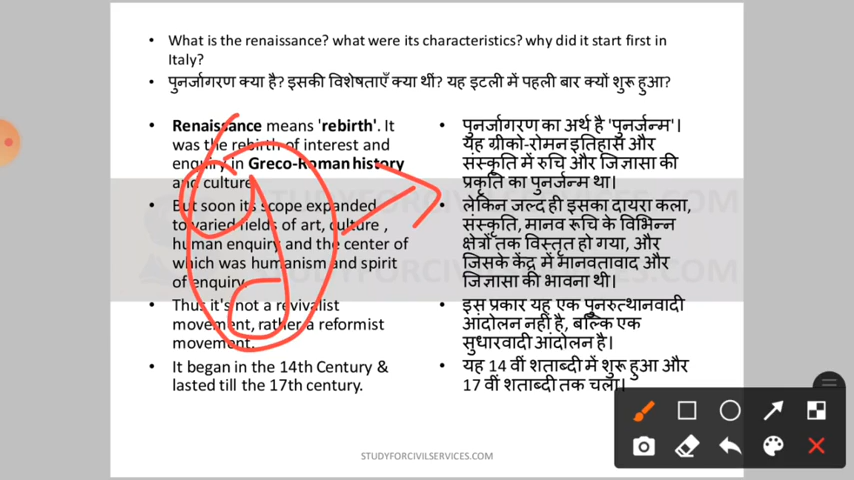 • What is the renaissance? what were its characteristics? why did it start first in
Italy?
• पुनर्जागरण क्या है? इसकी विशेषताएँ क्या थीं? यह इटली में पहली बार क्यों शुरू हुआ?
• Renaissance means 'rebirth'. It
was the rebirth of interest and
enquiry in Greco-Roman history
and culture.
• But soon its scope expanded
to varied fields of art, culture ,
human enquiry and the center of
which was humanism and spirit
of enquiry.
• Thus it's not a revivalist
movement, rather a reformist
movement.
• It began in the 14th Century &
lasted till the 17th century.
• पुनर्जागरण का अर्थ है 'पुनर्जन्म'।
यह ग्रीको-रोमन इतिहास और
संस्कृति में रुचि और जिज्ञासा की
प्रकृति का पुनर्जन्म था।
• लेकिन जल्द ही इसका दायरा कला,
संस्कृति, मानव रूचि के विभिन्न
क्षेत्रों तक विस्तृत हो गया, और
जिसके केंद्र में मानवतावाद और
जिज्ञासा की भावना थी।
• इस प्रकार यह एक पुनरुत्थानवादी
आंदोलन नहीं है, बल्कि एक
सुधारवादी आंदोलन है।
• यह 14 वीं शताब्दी में शुरू हुआ और
17 वीं शताब्दी तक चला।
STUDYFORCIVILSERVICES.COM